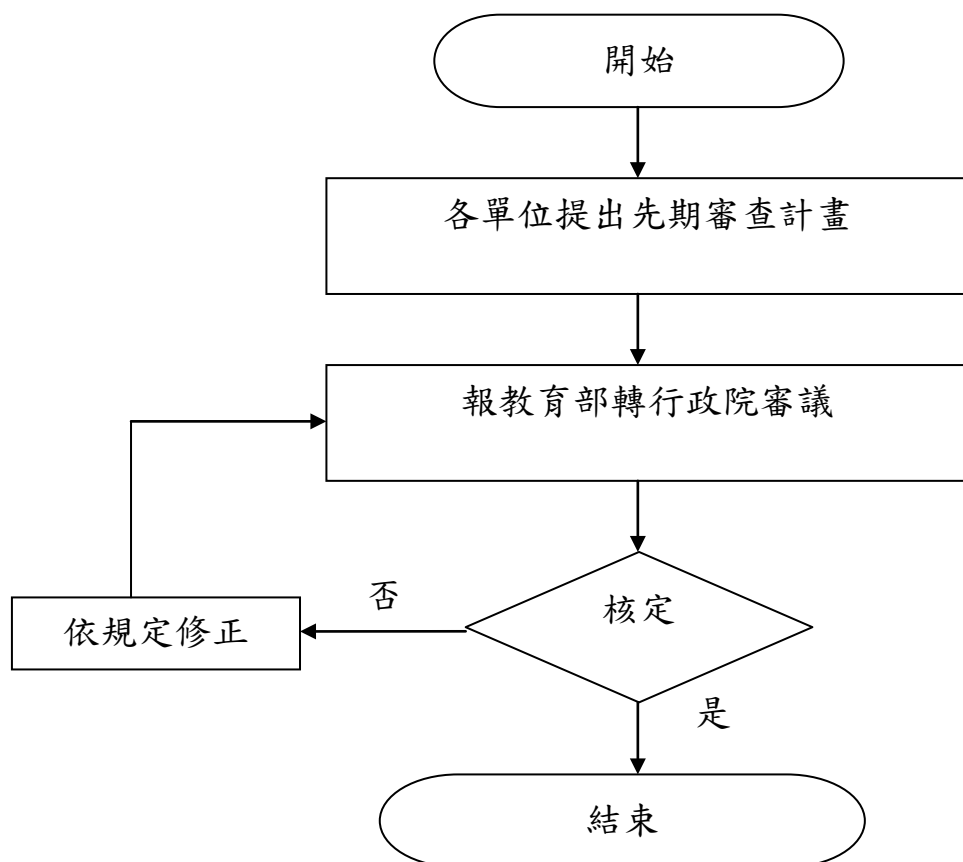 開始
各單位提出先期審查計畫
報教育部轉行政院審議
核定
否
依規定修正
是
結束